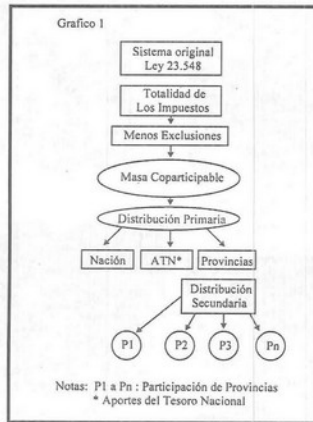 Grafico 1
Sistema original
Ley 23.548
Totalidad de
Los Impuestos
Menos Exclusiones
Masa Coparticipable
Distribución Primaria
Nación
ATN*
Provincias
Distribución
Secundaria
P1
P2
P3
Pn
Notas: P1 a Pn : Participación de Provincias
* Aportes del Tesoro Nacional